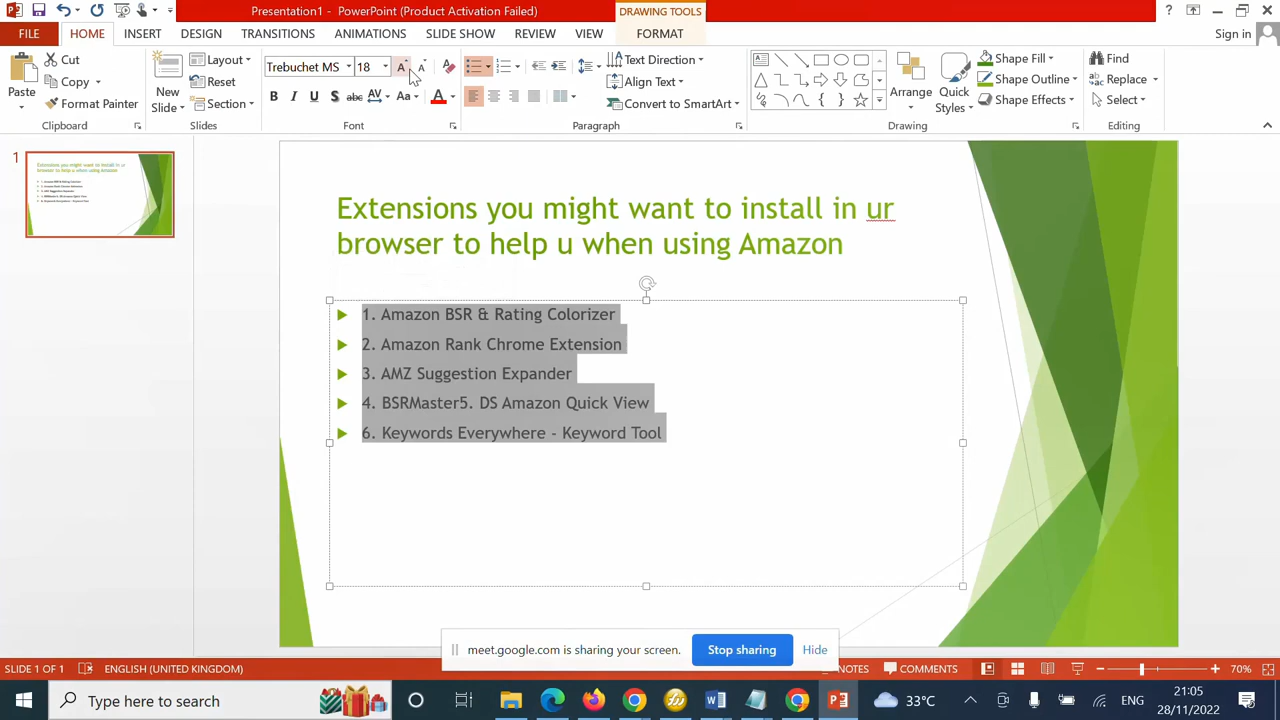 Presentation1 - PowerPoint (Product Activation Failed)
DRAWING TOOLS
?
FILE
HOME
INSERT
DESIGN
TRANSITIONS
ANIMATIONS
SLIDE SHOW
REVIEW
VIEW
FORMAT
Sign in
Paste
Cut
Copy
Format Painter
Clipboard
New
Slide
Layout
Reset
Section
Slides
Trebuchet MS
18
B I U S abc AV Aa A
Font
Text Direction
Align Text
Convert to SmartArt
Paragraph
Arrange
Quick
Styles
Shape Fill
Shape Outline
Shape Effects
Drawing
Find
Replace
Select
Editing
1
Extensions you might want to install in ur
browser to help u when using Amazon
1. Amazon BSR & Rating Colorizer
2. Amazon Rank Chrome Extension
3. AMZ Suggestion Expander
4. BSRMaster5. DS Amazon Quick View
6. Keywords Everywhere - Keyword Tool
meet.google.com is sharing your screen.
Stop sharing
Hide
SLIDE 1 OF 1
ENGLISH (UNITED KINGDOM)
NOTES
COMMENTS
70%
Type here to search
33°C
ENG
21:05
28/11/2022